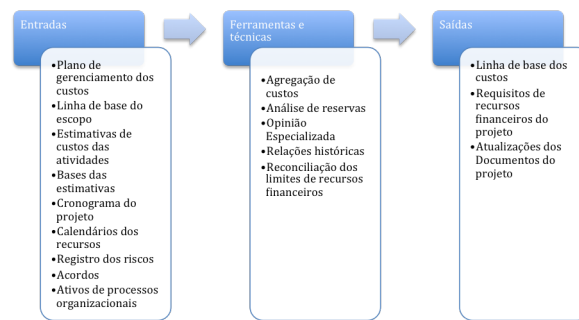 Entradas
•Plano de
gerenciamento dos
custos
•Linha de base do
escopo
•Estimativas de
custos das
atividades
•Bases das
estimativas
•Cronograma do
projeto
•Calendários dos
recursos
•Registro dos riscos
•Acordos
•Ativos de processos
organizacionais
Ferramentas e
técnicas
•Agregação de
custos
•Análise de reservas
•Opinião
Especializada
•Relações históricas
•Reconciliação dos
limites de recursos
financeiros
Saídas
•Linha de base dos
custos
•Requisitos de
recursos
financeiros do
projeto
•Atualizações dos
Documentos do
projeto